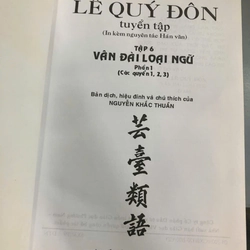 LÊ QUÝ ĐÔN
tuyển tập
(In kèm nguyên tác Hán văn)
TẬP 6
VÂN ĐÀI LOẠI NGỮ
Phần 1
(Các quyển 1, 2, 3)
Bản dịch, hiệu đính và chú thích của
NGUYỄN KHẮC THUẦN
芸臺類語